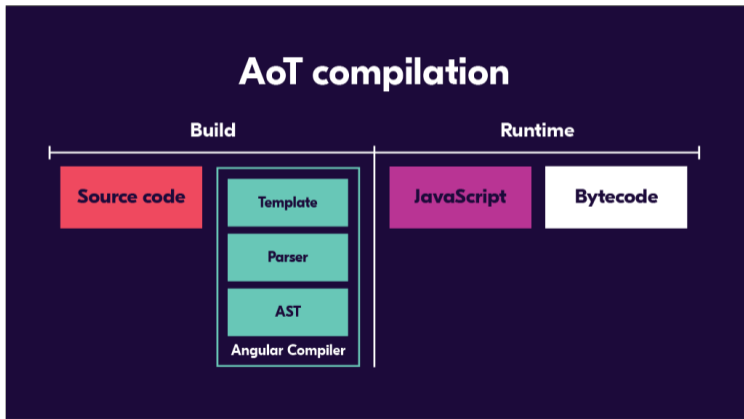 AoT compilation
Build
Runtime
Source code
Template
Parser
AST
Angular Compiler
JavaScript
Bytecode